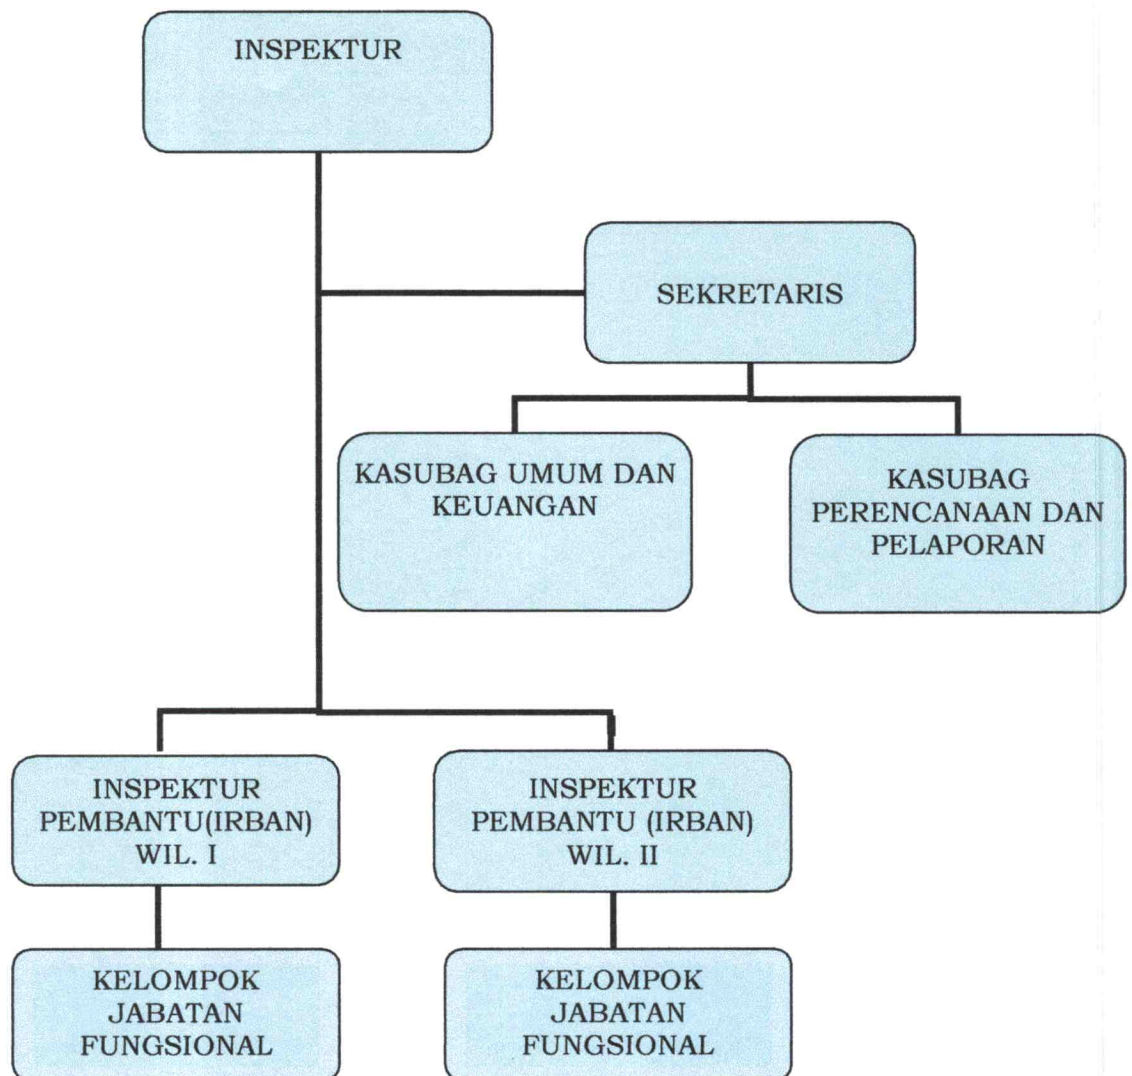 INSPEKTUR
SEKRETARIS
KASUBAG UMUM DAN
KEUANGAN
KASUBAG
PERENCANAAN DAN
PELAPORAN
INSPEKTUR
PEMBANTU(IRBAN)
WIL. I
INSPEKTUR
PEMBANTU (IRBAN)
WIL. II
KELOMPOK
JABATAN
FUNGSIONAL
KELOMPOK
JABATAN
FUNGSIONAL